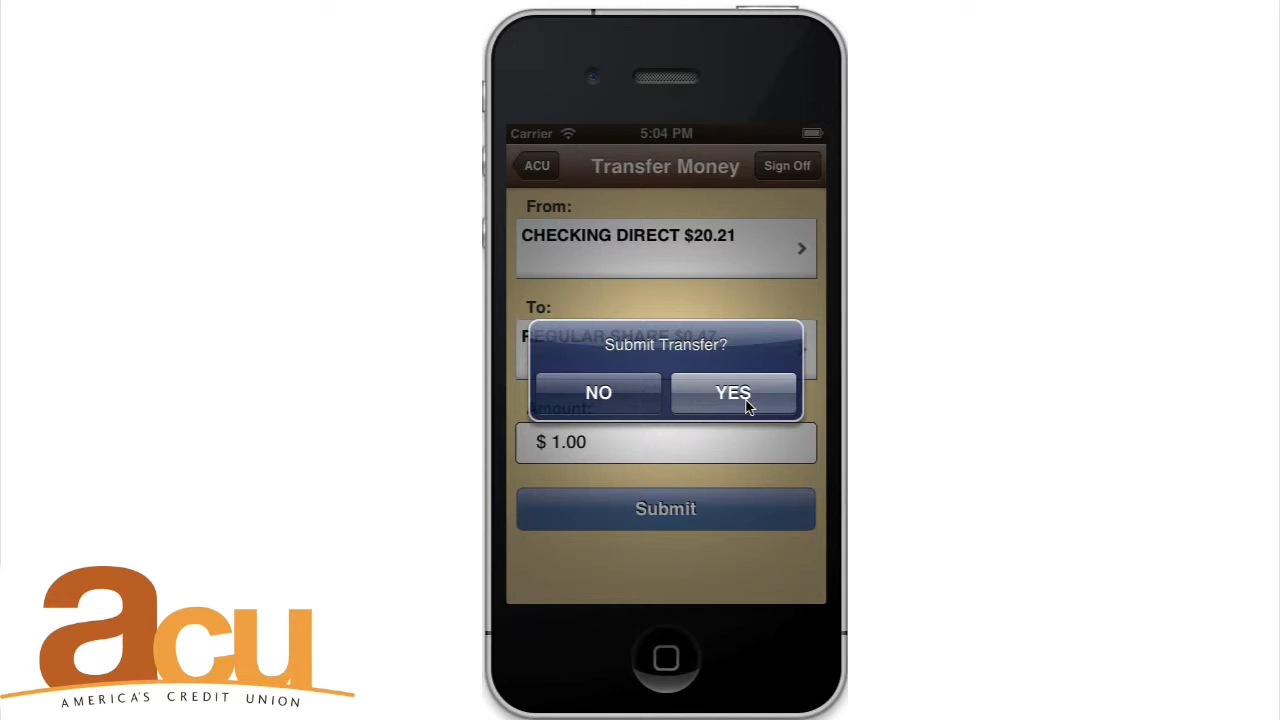 Carrier 5:04 PM
ACU Transfer Money Sign Off
From:
CHECKING DIRECT $20.21
To:
REGULAR SHARE $0.47
Submit Transfer?
NO YES
Amount:
$ 1.00
Submit
acu
AMERICA'S CREDIT UNION